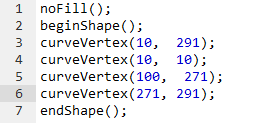 1 noFill();
2 beginShape();
3 curveVertex(10,  291);
4 curveVertex(10,  10);
5 curveVertex(100,  271);
6 curveVertex(271, 291);
7 endShape();